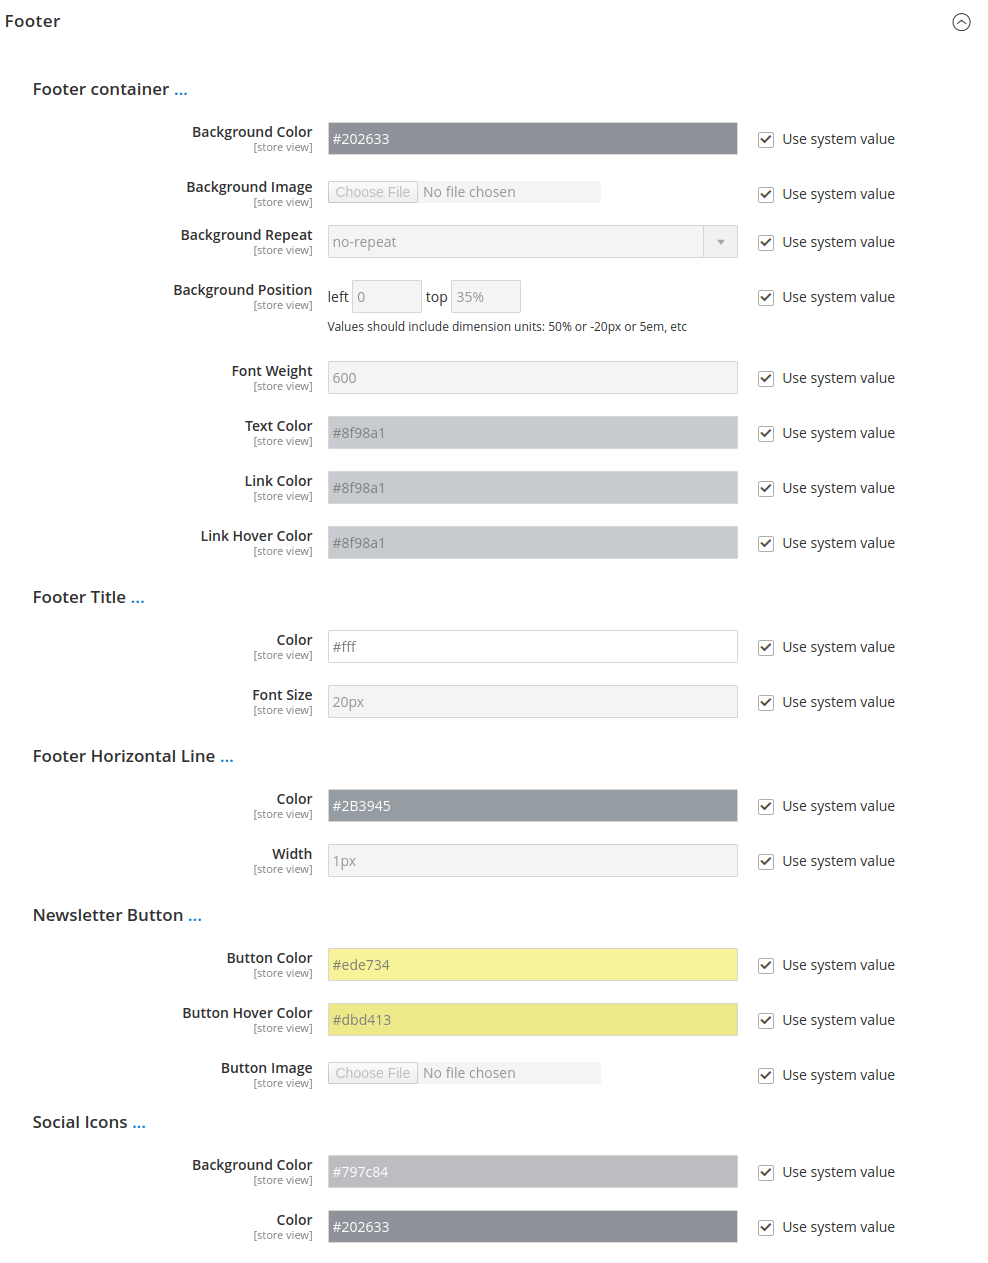 Footer
Footer container ...
Background Color
[store view]
#202633
Use system value
Background Image
[store view]
Choose File No file chosen
Use system value
Background Repeat
[store view]
no-repeat
Use system value
Background Position
[store view]
left 0 top 35%
Use system value
Values should include dimension units: 50% or -20px or 5em, etc
Font Weight
[store view]
600
Use system value
Text Color
[store view]
#8f98a1
Use system value
Link Color
[store view]
#8f98a1
Use system value
Link Hover Color
[store view]
#8f98a1
Use system value
Footer Title ...
Color
[store view]
#fff
Use system value
Font Size
[store view]
20px
Use system value
Footer Horizontal Line ...
Color
[store view]
#2B3945
Use system value
Width
[store view]
1px
Use system value
Newsletter Button ...
Button Color
[store view]
#ede734
Use system value
Button Hover Color
[store view]
#dbd413
Use system value
Button Image
[store view]
Choose File No file chosen
Use system value
Social Icons ...
Background Color
[store view]
#797c84
Use system value
Color
[store view]
#202633
Use system value